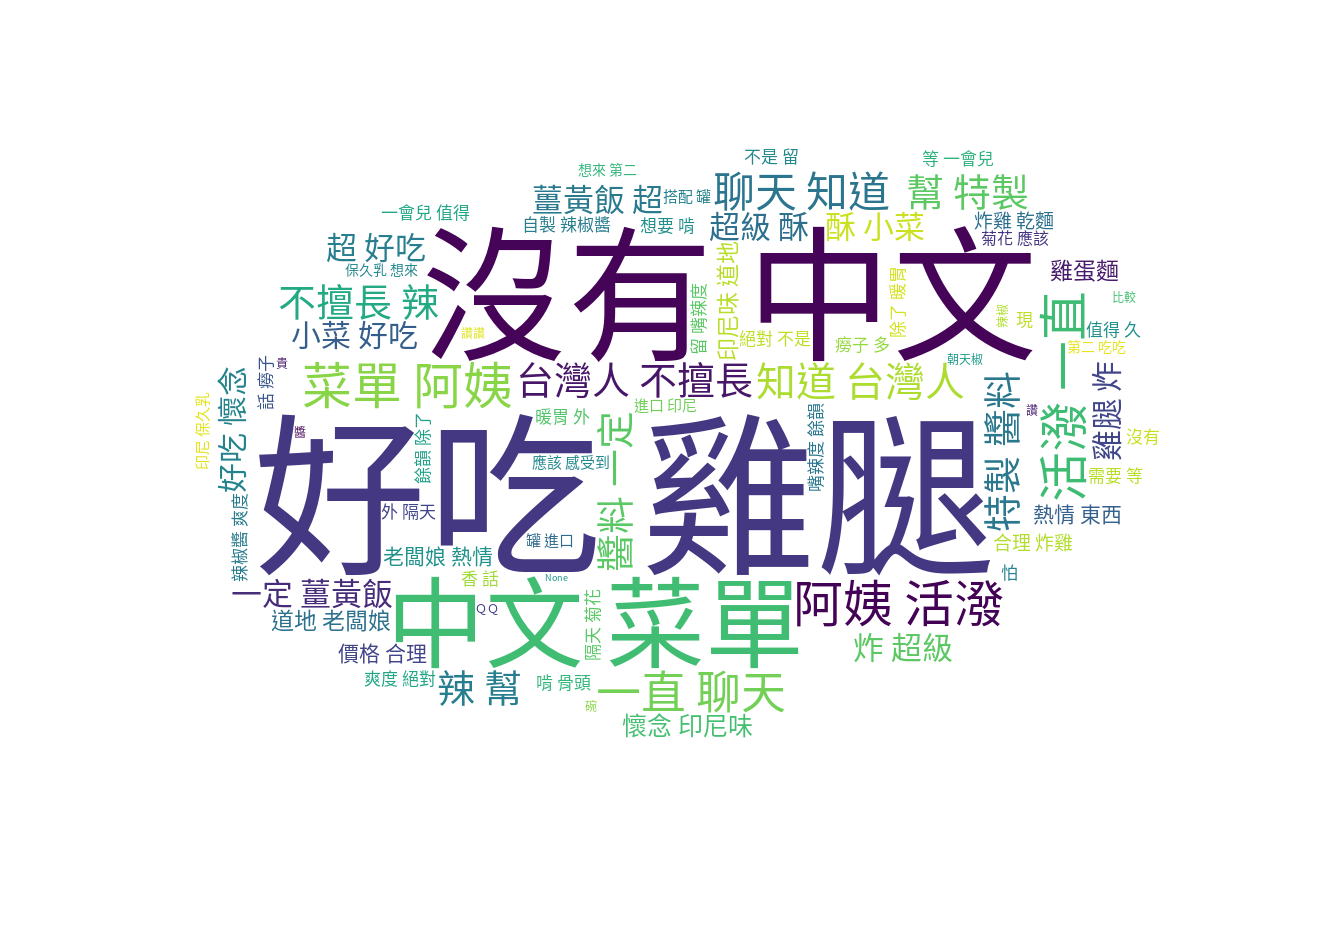 不是 留
等 一會兒
想來 第二
聊天 知道
幫 特製
薑黃飯 超
搭配 罐
一會兒 值得
自製 辣椒醬
想要 啃
超級 酥
酥 小菜
炸雞 乾麵
菊花 應該
超 好吃
沒有 中文
保久乳 想來
雞蛋麵
印尼味 道地
除了 暖胃
不擅長 辣
留 嘴辣度
比較
一直 活潑
辣椒
現
值得 久
小菜 好吃
讚讚
絕對 不是
瘸子 多
第二 吃吃
朝天椒
貴
話 瘸子
菜單 阿姨
台灣人 不擅長
知道 台灣人
雞腿 炸
好吃 懷念
印尼 保久乳
進口 印尼
暖胃 外
嘴辣度 餘韻
讚
特製 醬料
餘韻 除了
醬
醬料 一定
沒有
好吃 雞腿
應該 感受到
需要 等
辣椒醬 爽度
外 隔天
熱情 東西
罐 進口
合理 炸雞
老闆娘 熱情
香 話
None
怕
一定 薑黃飯
中文 菜單
阿姨 活潑
QQ
隔天 菊花
道地 老闆娘
價格 合理
炸 超級
爽度 絕對
辣 幫
啃 骨頭
一直 聊天
碗
懷念 印尼味